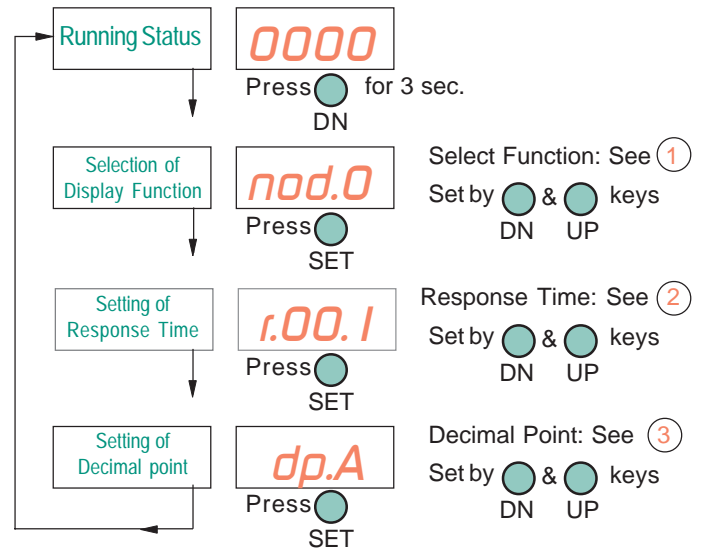 Running Status
0000
Press for 3 sec.
DN
Selection of
Display Function
nod.0
Press
SET
Select Function: See 1
Set by & keys
DN UP
Setting of
Response Time
r.00.1
Press
SET
Response Time: See 2
Set by & keys
DN UP
Setting of
Decimal point
dp.A
Press
SET
Decimal Point: See 3
Set by & keys
DN UP